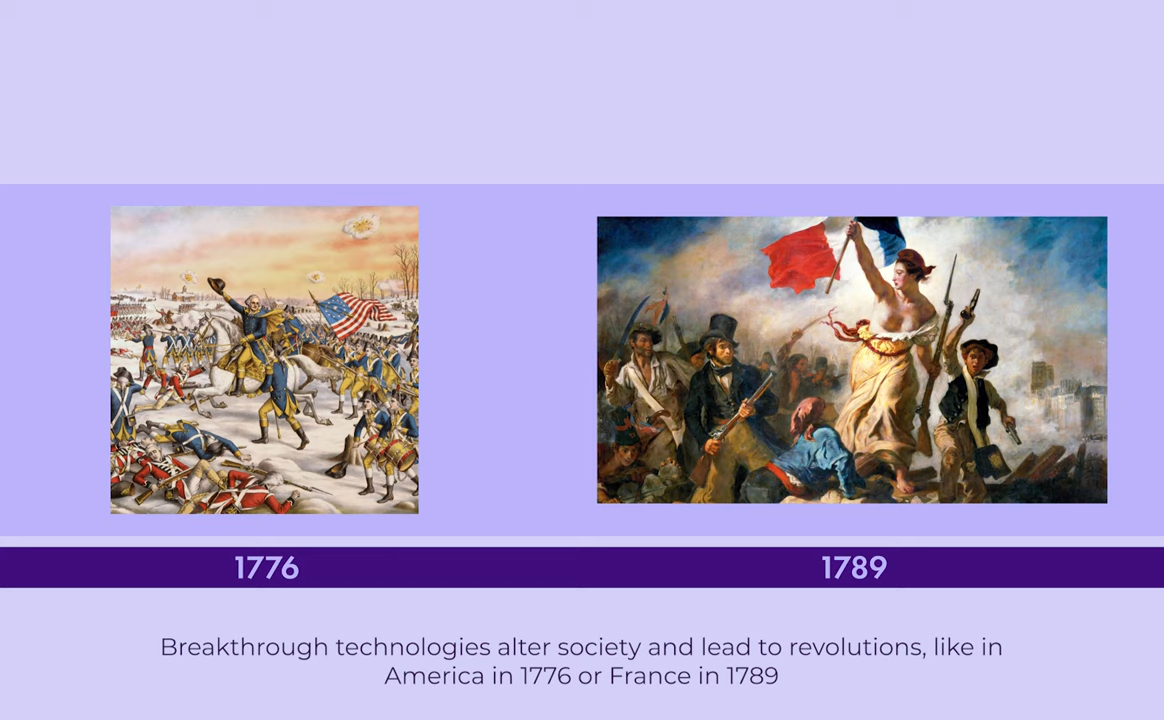 1776
1789
Breakthrough technologies alter society and lead to revolutions, like in
America in 1776 or France in 1789